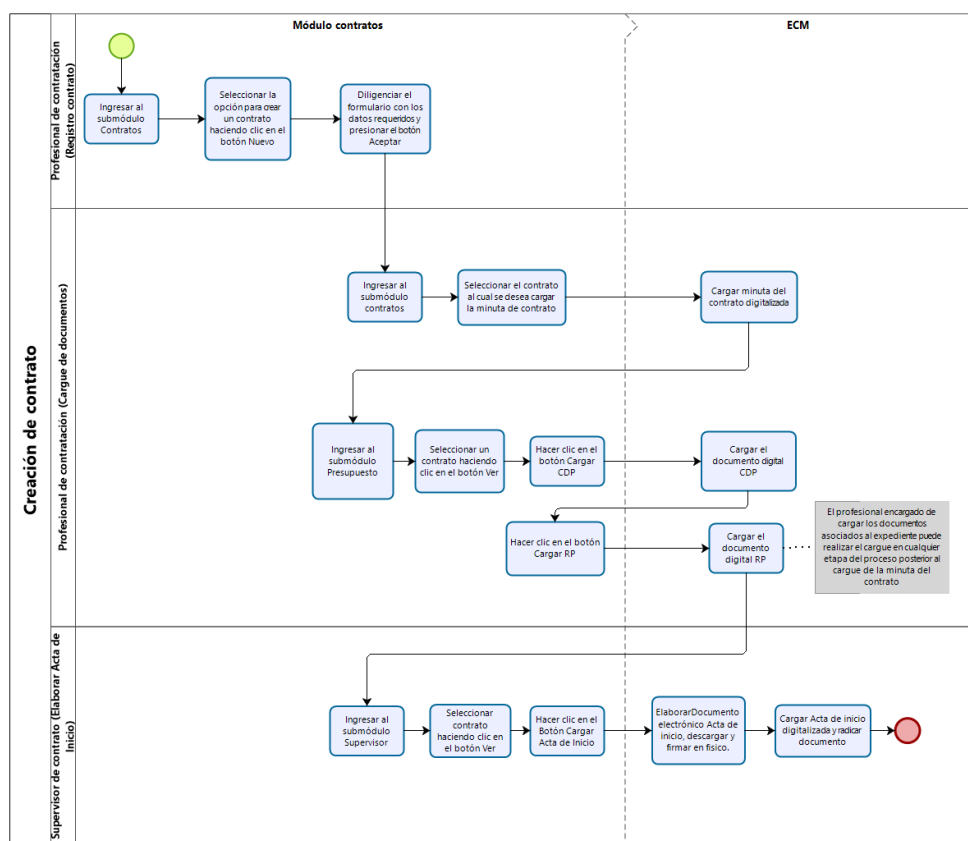 Módulo contratos
ECM
Creación de contrato
Profesional de contratación
(Registro contrato)
Ingresar al
submódulo
Contratos
Seleccionar la
opción para crear
un contrato
haciendo clic en el
botón Nuevo
Diligenciar el
formulario con los
datos requeridos y
presionar el botón
Aceptar
Profesional de contratación (Cargue de documentos)
Ingresar al
submódulo
contratos
Seleccionar el contrato
al cual se desea cargar
la minuta de contrato
Cargar minuta del
contrato digitalizada
Ingresar al
submódulo
Presupuesto
Seleccionar un
contrato haciendo
clic en el botón Ver
Hacer clic en el
botón Cargar
CDP
Cargar el
documento digital
CDP
Hacer clic en el botón
Cargar RP
Cargar el
documento
digital RP
El profesional encargado de
cargar los documentos
asociados al expediente puede
realizar el cargue en cualquier
etapa del proceso posterior al
cargue de la minuta del
contrato
Supervisor de contrato (Elaborar Acta de
Inicio)
Ingresar al
submódulo
Supervisor
Seleccionar
contrato
haciendo clic en
el botón Ver
Hacer clic en el
Botón Cargar
Acta de Inicio
ElaborarDocumento
electrónico Acta de
inicio, descargar y
firmar en fisico.
Cargar Acta de inicio
digitalizada y radicar
documento